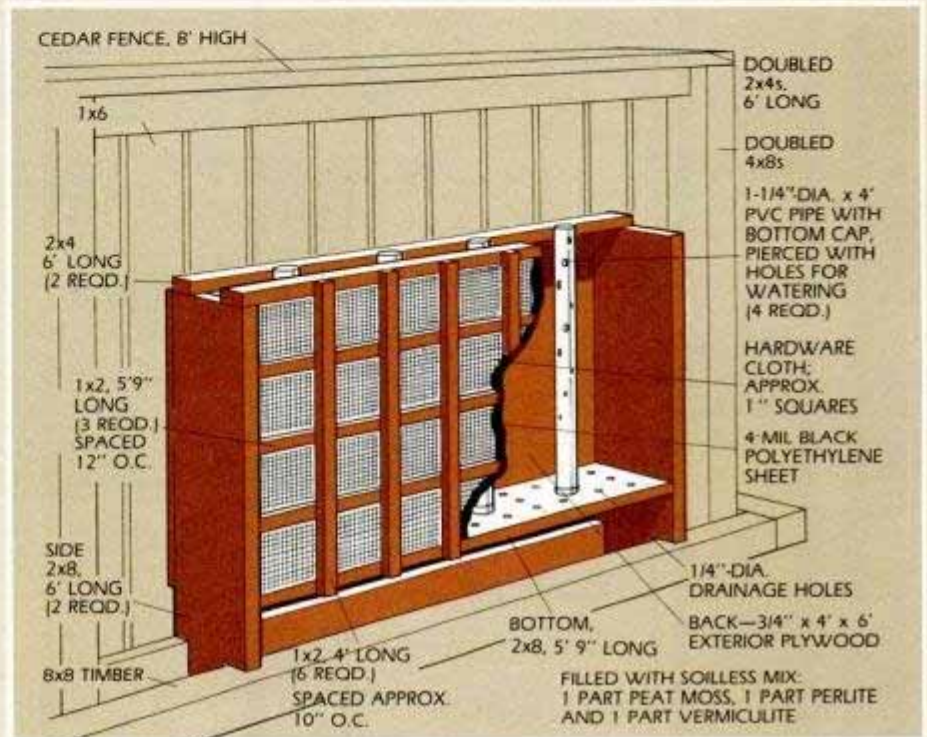 CEDAR FENCE, 8' HIGH
1x6
2x4
6' LONG
(2 REQD.)
1x2, 5'9"
LONG
(3 REQD.)
SPACED
12" O.C.
SIDE
2x8,
6' LONG
(2 REQD.)
8x8 TIMBER
1x2, 4' LONG
(6 REQD.)
SPACED APPROX.
10" O.C.
BOTTOM,
2x8, 5' 9" LONG
DOUBLED
2x4s,
6' LONG
DOUBLED
4x8s
1-1/4"-DIA. x 4'
PVC PIPE WITH
BOTTOM CAP,
PIERCED WITH
HOLES FOR
WATERING
(4 REQD.)
HARDWARE
CLOTH;
APPROX.
1" SQUARES
4-MIL BLACK
POLYETHYLENE
SHEET
1/4"-DIA.
DRAINAGE HOLES
BACK—3/4" x 4' x 6'
EXTERIOR PLYWOOD
FILLED WITH SOILLESS MIX:
1 PART PEAT MOSS, 1 PART PERLITE
AND 1 PART VERMICULITE